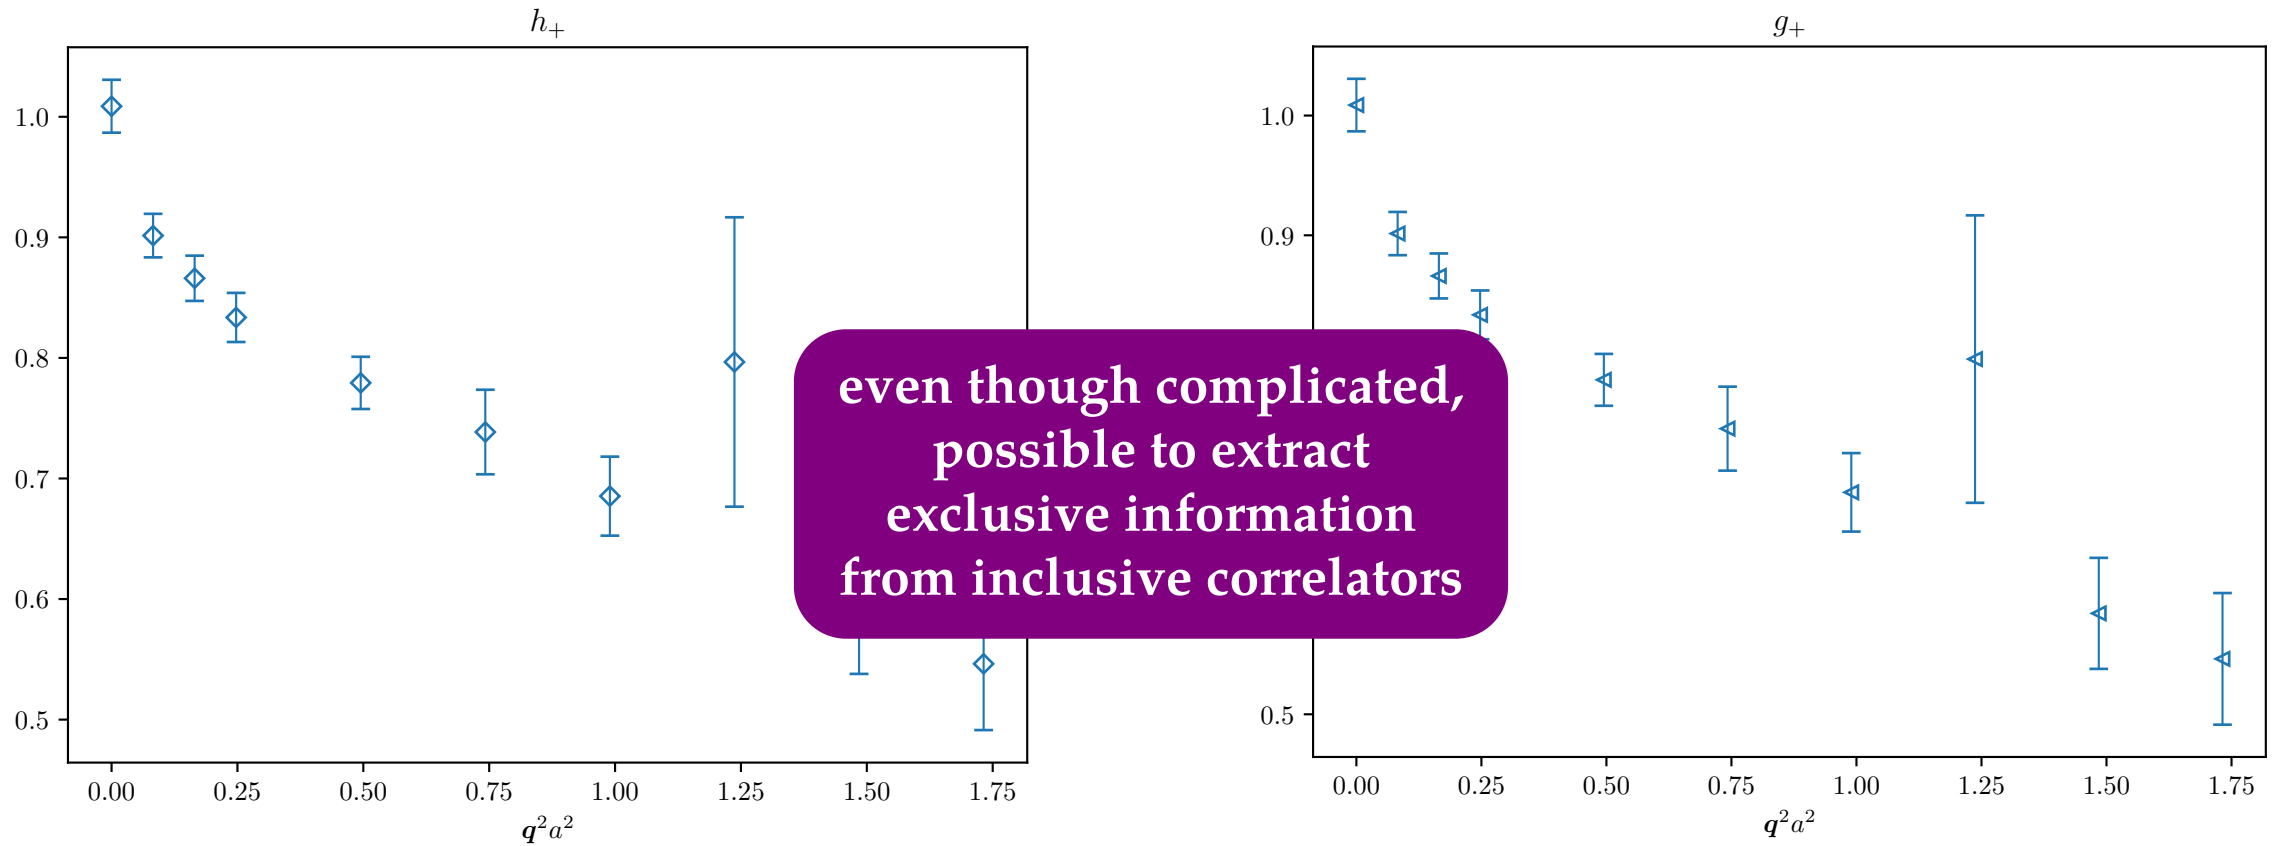 h₊
1.0
0.9
0.8
0.7
0.6
0.5
0.00 0.25 0.50 0.75 1.00 1.25 1.50 1.75
q²a²
g₊
1.0
0.9
0.5
0.00 0.25 0.50 0.75 1.00 1.25 1.50 1.75
q²a²
even though complicated,
possible to extract
exclusive information
from inclusive correlators